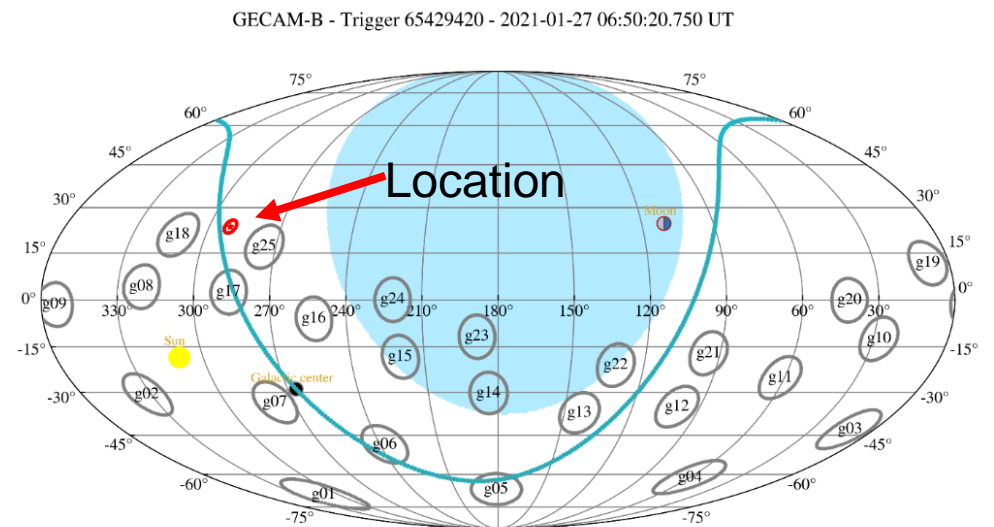 GECAM-B - Trigger 65429420 - 2021-01-27 06:50:20.750 UT
75° 75°
60° 60°
45° 45°
Location
30° 30°
Moon
g18 g25
15° 15°
g19
g08 g17
0° g09 g24 g20 0°
330 300 270 240 210 180 150 120 90 60 30
g16 g23 g10
Sun
-15° g15 g22 g21 -15°
Galactic center g11
g02 g07 g14 g12
-30° g13 -30°
g03
-45° g06 -45°
g04
-60° g01 g05 -60°
-75° -75°